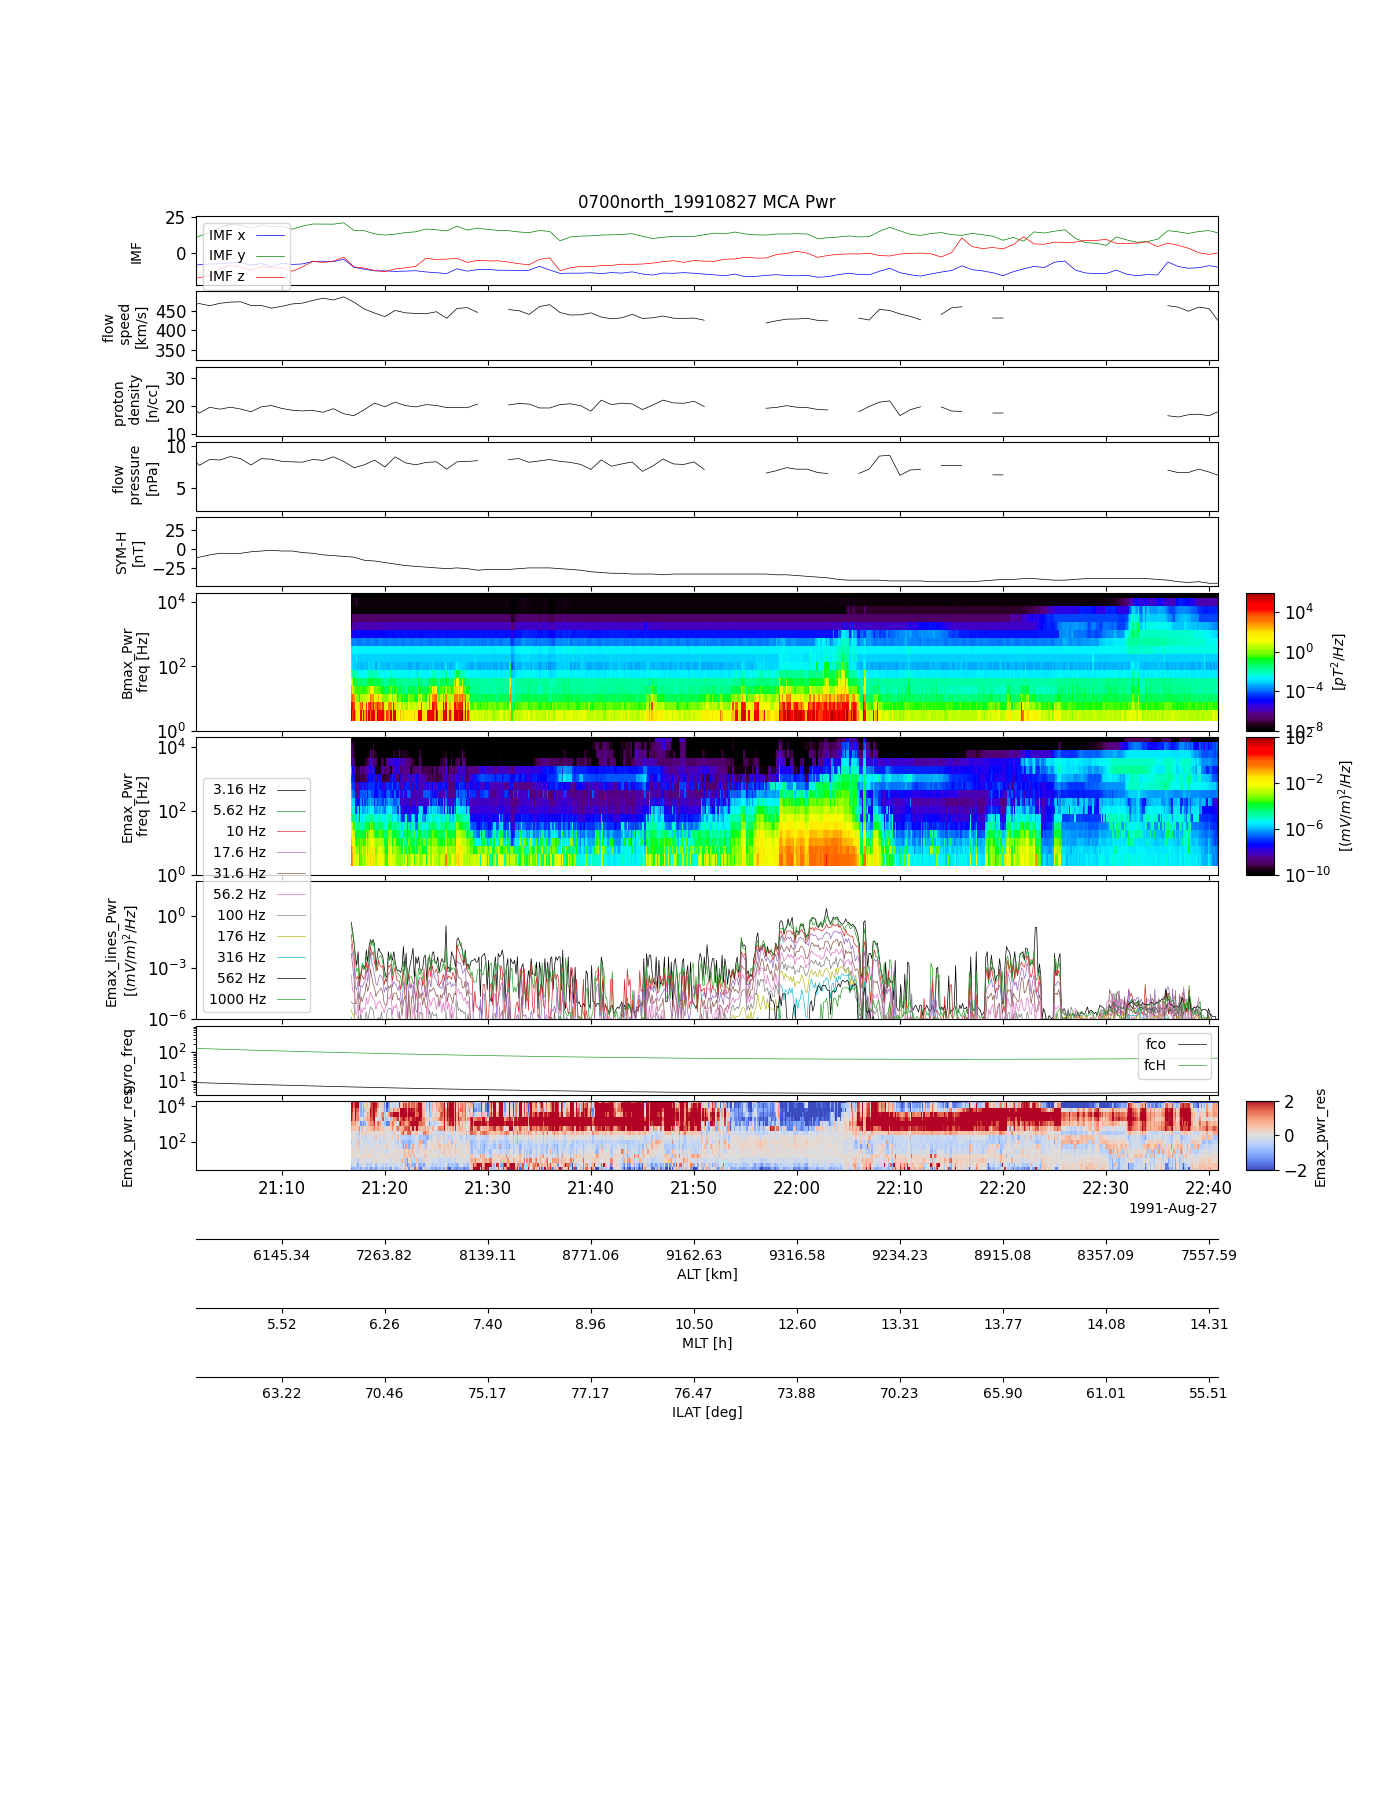 0700north_19910827 MCA Pwr
25
0
IMF
IMF x
IMF y
IMF z
450
400
350
flow
speed
[km/s]
30
20
10
proton
density
[n/cc]
10
5
flow
pressure
[nPa]
25
0
−25
SYM-H
[nT]
10^4
10^2
10^0
Bmax_Pwr
freq [Hz]
10^4
10^0
10^−4
10^−8
[pT^2/Hz]
10^4
10^2
10^0
Emax_Pwr
freq [Hz]
10^2
10^−2
10^−6
10^−10
[(mV/m)^2/Hz]
3.16 Hz
5.62 Hz
10 Hz
17.6 Hz
31.6 Hz
56.2 Hz
100 Hz
176 Hz
316 Hz
562 Hz
1000 Hz
10^0
10^−3
10^−6
Emax_lines_Pwr
[(mV/m)^2/Hz]
10^2
10^1
gyro_freq
fco
fcH
10^4
10^2
Emax_pwr_res
2
0
−2
Emax_pwr_res
21:10 21:20 21:30 21:40 21:50 22:00 22:10 22:20 22:30 22:40
1991-Aug-27
6145.34 7263.82 8139.11 8771.06 9162.63 9316.58 9234.23 8915.08 8357.09 7557.59
ALT [km]
5.52 6.26 7.40 8.96 10.50 12.60 13.31 13.77 14.08 14.31
MLT [h]
63.22 70.46 75.17 77.17 76.47 73.88 70.23 65.90 61.01 55.51
ILAT [deg]